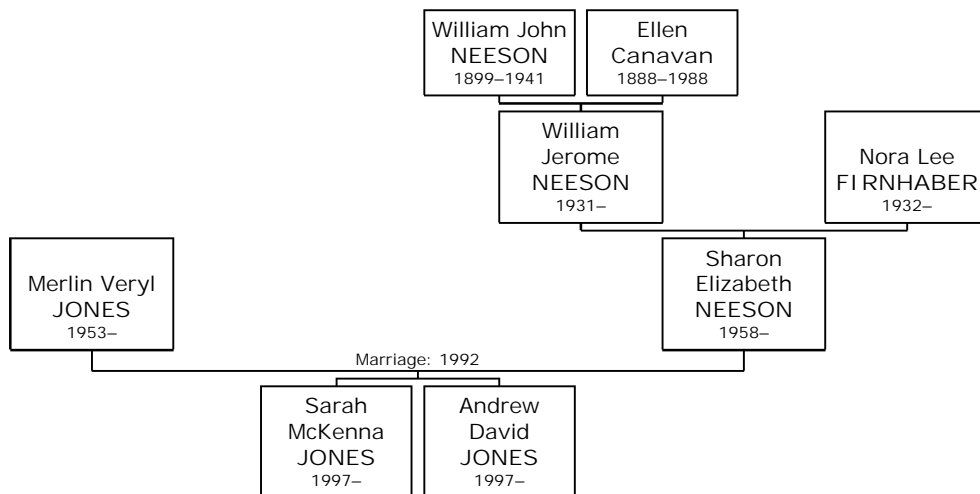 William John
NEESON
1899–1941
Ellen
Canavan
1888–1988
William
Jerome
NEESON
1931–
Nora Lee
FIRNHABER
1932–
Merlin Veryl
JONES
1953–
Sharon
Elizabeth
NEESON
1958–
Marriage: 1992
Sarah
McKenna
JONES
1997–
Andrew
David
JONES
1997–